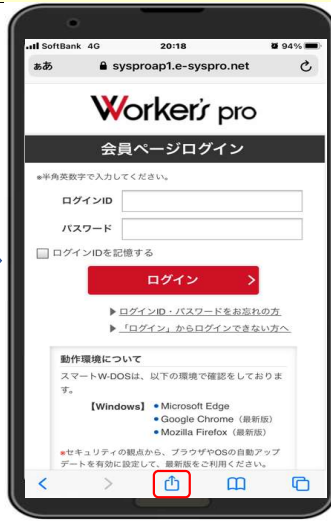 SoftBank 4G 20:18 94%
ああ sysproap1.e-syspro.net
Worker's pro
会員ページログイン
※半角英数字で入力してください。
ログインID
パスワード
ログインIDを記憶する
ログイン >
▶ログインID・パスワードをお忘れの方
▶「ログイン」からログインできない方へ
動作環境について
スマートW-DOSは、以下の環境で確認をしておりま
す。
【Windows】 ●Microsoft Edge
●Google Chrome（最新版）
●Mozilla Firefox（最新版）
※セキュリティの観点から、ブラウザやOSの自動アップ
デートを有効に設定して、最新版をご利用ください。